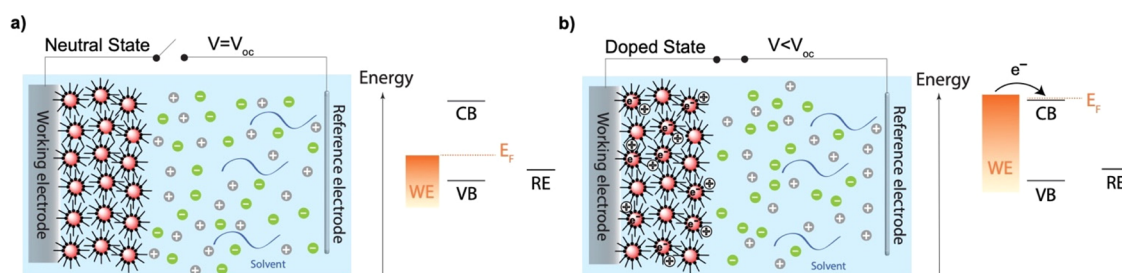 a)
Neutral State
V=Voc
Working electrode
Reference electrode
Solvent
Energy
CB
EF
WE
VB
RE
b)
Doped State
V<Voc
Working electrode
e-
e-
e-
e-
e-
e-
e-
e-
Reference electrode
Solvent
Energy
e−
CB
EF
WE
VB
RE